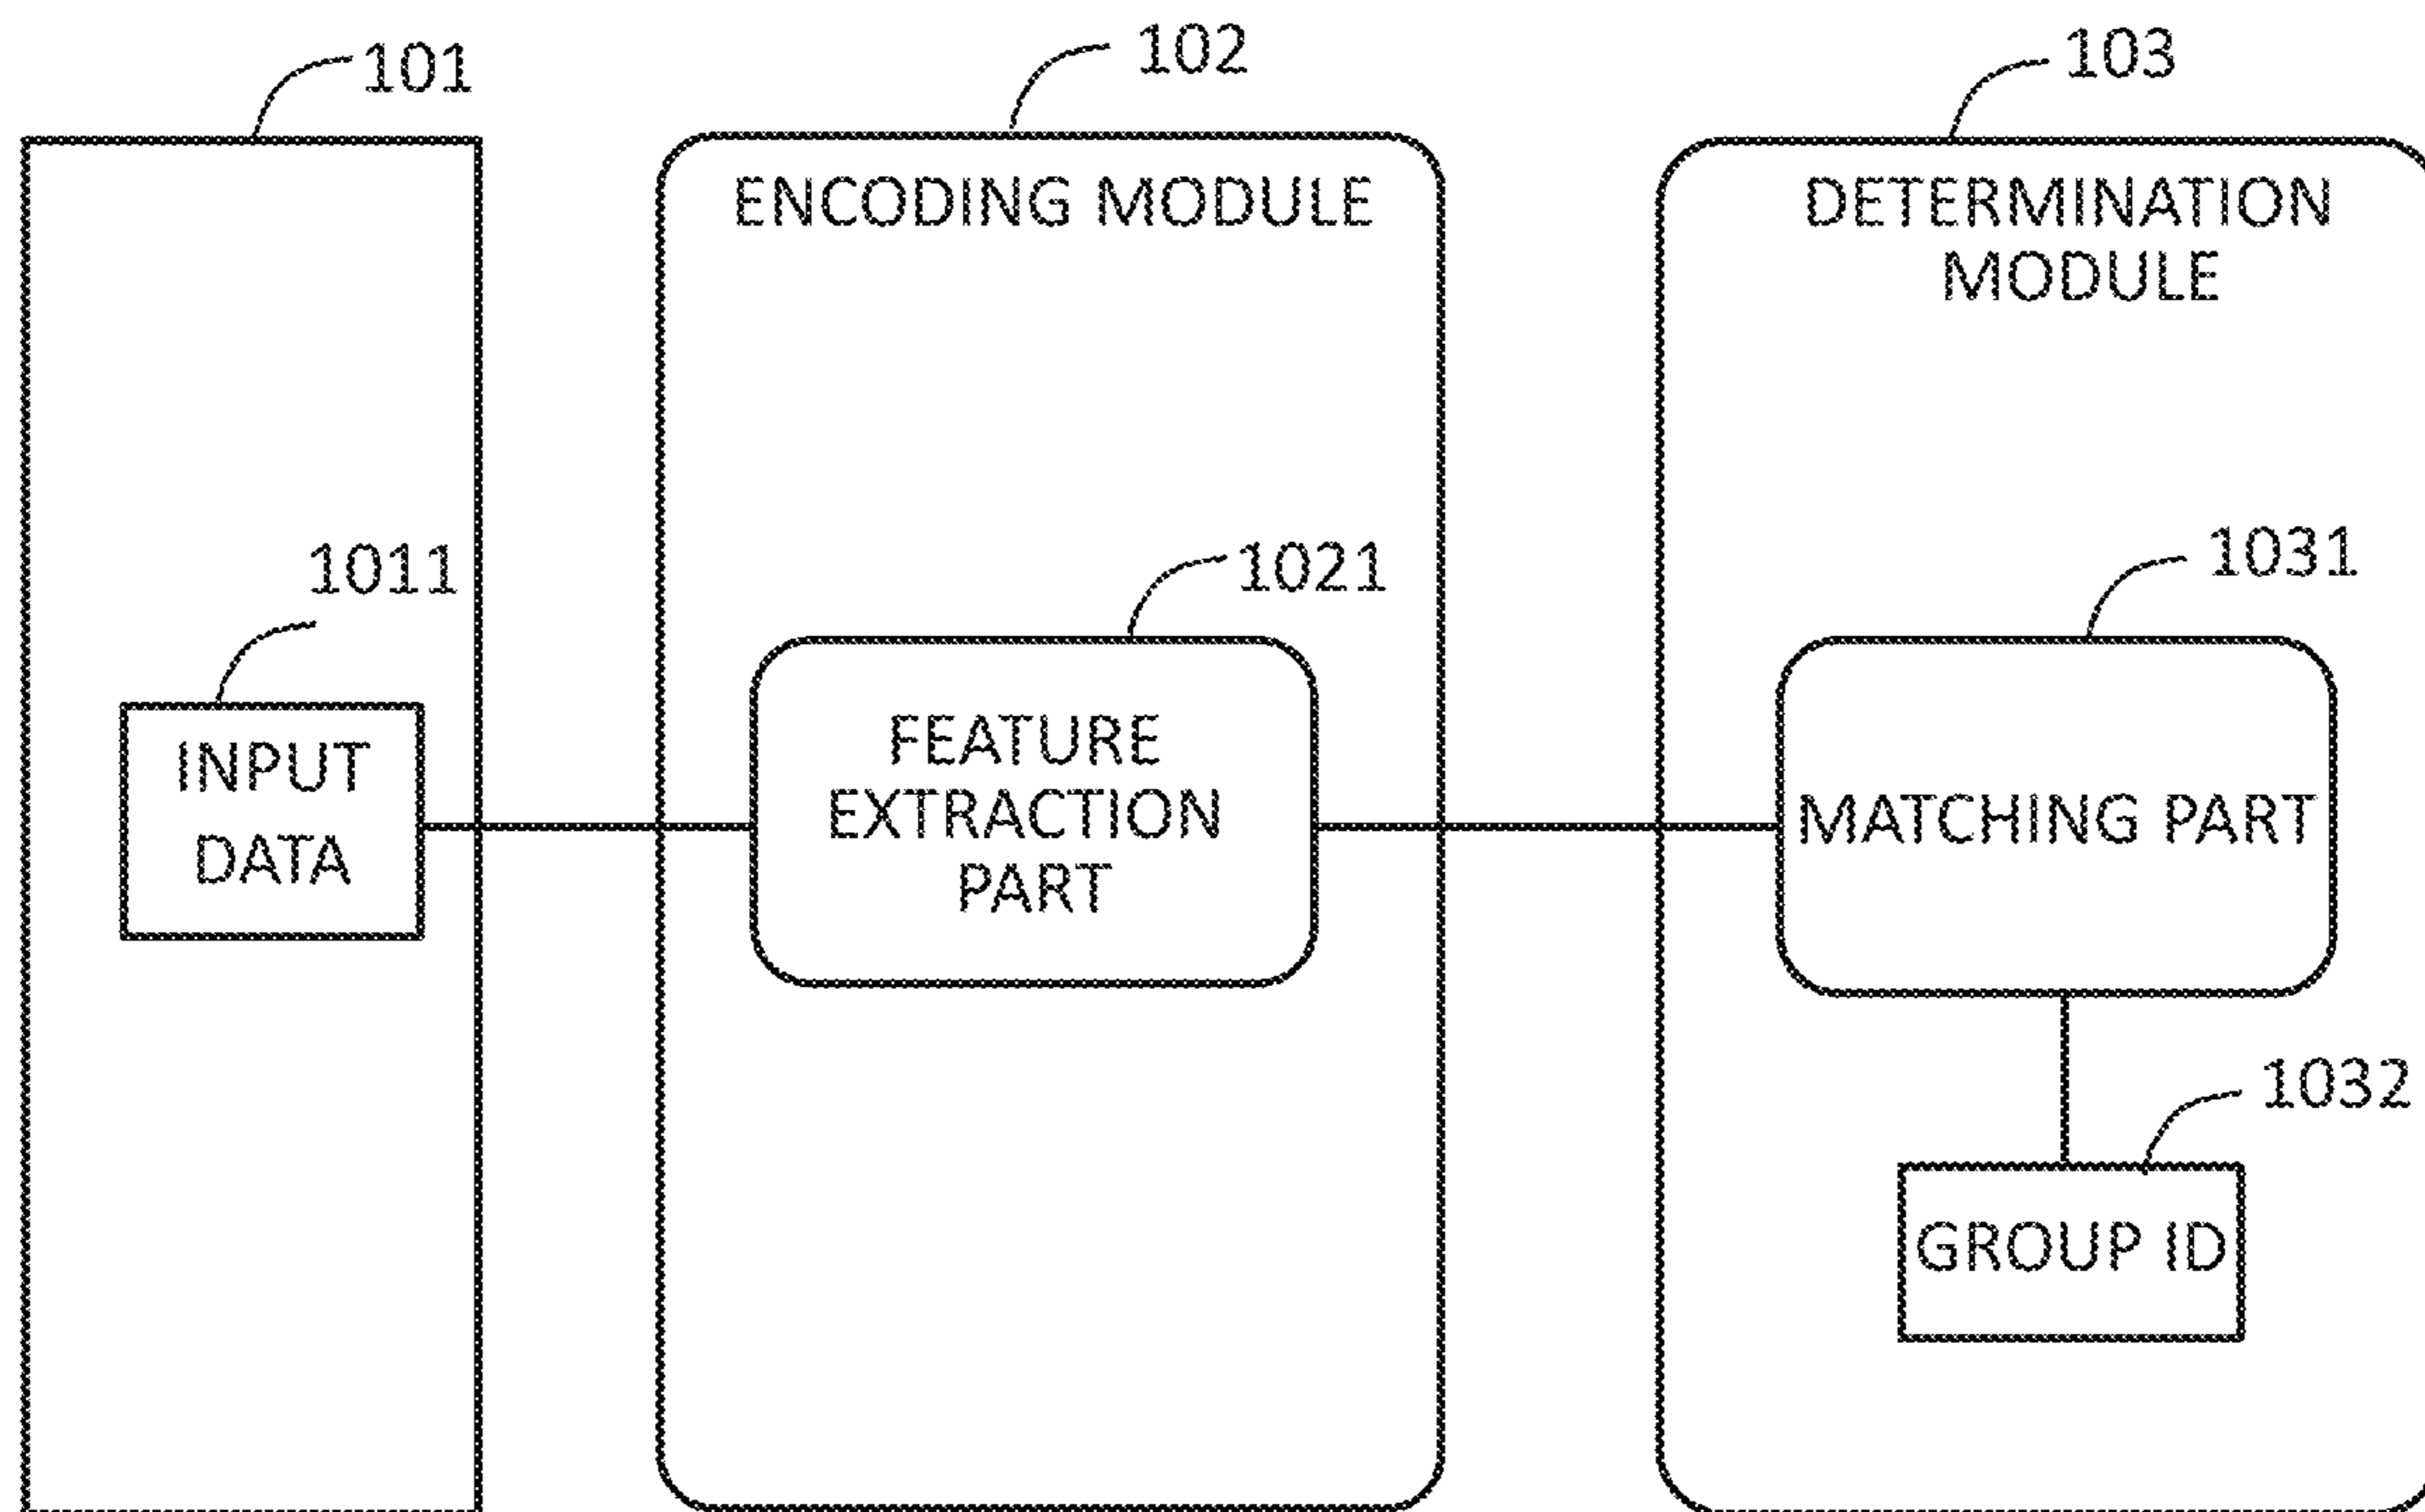 101
102
103
ENCODING MODULE
DETERMINATION
MODULE
1011
1021
1031
INPUT
DATA
FEATURE
EXTRACTION
PART
MATCHING PART
1032
GROUP ID